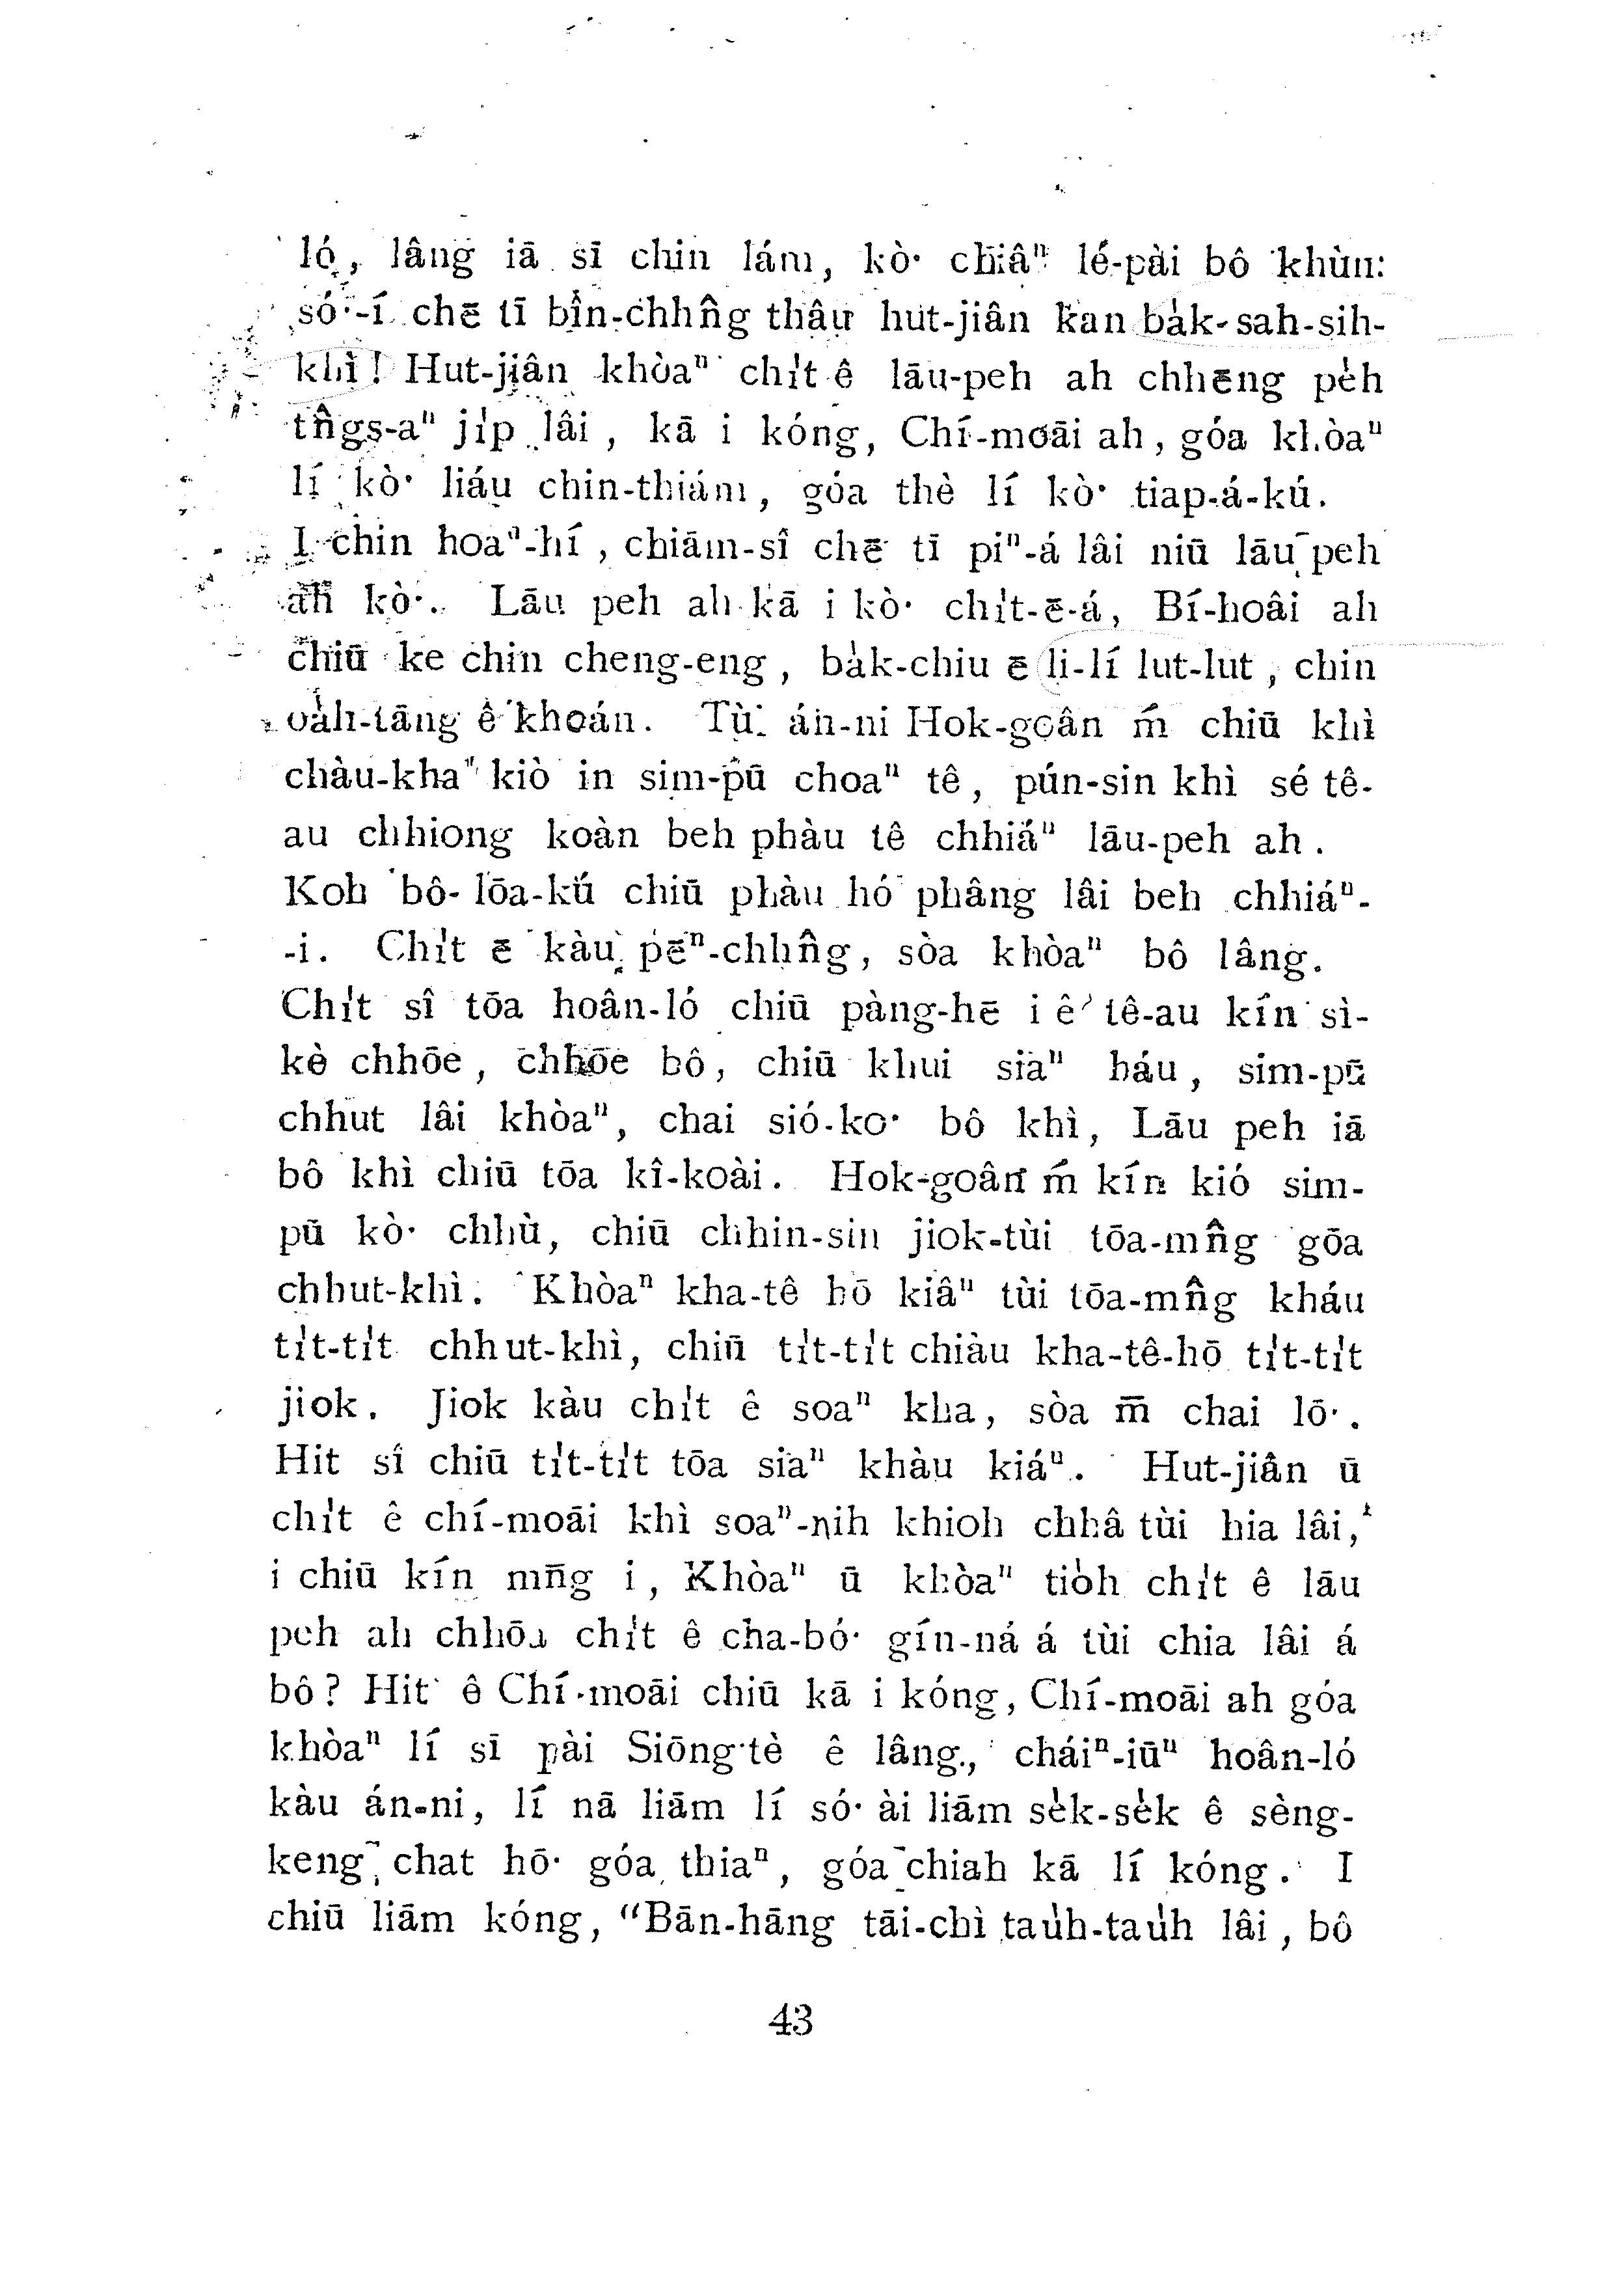 ló, lâng iā sī chin lám, kò͘ chiâⁿ lé-pài bô khùn:
só͘-í chē tī bîn-chhn̂g thâu hut-jiân kan ba̍k-sah-sih-
khì! Hut-jiân khòaⁿ chi̍t ê lāu-peh ah chhēng pe̍h
tn̂gs-aⁿ ji̍p lâi, kā i kóng, Chí-moāi ah, góa khòaⁿ
lí kò͘ liáu chin-thiám, góa thè lí kò͘ tiap-á-kú.
I chin hoaⁿ-hí, chiām-sî chē tī piⁿ-á lâi niū lāu peh
ah kò͘. Lāu peh ah kā i kò͘ chi̍t-ē-á, Bí-hoâi ah
chiū ke chin cheng-eng, ba̍k-chiu ē li-lí lut-lut, chin
oa̍h-tāng ê khoán. Tùi án-ni Hok-goân ḿ chiū khì
chàu-kha kiò in sim-pū choaⁿ tê, pún-sin khì sé tê-
au chhiong koàn beh phàu tê chhiáⁿ lāu-peh ah.
Koh bô-lōa-kú chiū phàu hó phâng lâi beh chhiáⁿ-
-i. Chi̍t ē kàu pēⁿ-chhn̂g, sòa khòaⁿ bô lâng.
Chi̍t sî tōa hoân-ló chiū pàng-hē i ê tê-au kín sì-
kè chhōe, chhōe bô, chiū khui siaⁿ háu, sim-pū
chhut lâi khòaⁿ, chai sió-ko͘ bô khì, Lāu peh iā
bô khì chiū tōa kî-koài. Hok-goân ḿ kín kió sim-
pū kò͘ chhù, chiū chhin-sin jiok-tùi tōa-mn̂g gōa
chhut-khì. Khòaⁿ kha-tê hō kiâⁿ tùi tōa-mn̂g kháu
ti̍t-ti̍t chhut-khì, chiū ti̍t-ti̍t chiàu kha-tê-hō ti̍t-ti̍t
jiok. Jiok kàu chi̍t ê soaⁿ kha, sòa m̄ chai lō͘.
Hit sî chiū ti̍t-ti̍t tōa siaⁿ khàu kiáⁿ. Hut-jiân ū
chi̍t ê chí-moāi khì soaⁿ-nih khioh chhâ tùi hia lâi,
i chiū kín mn̄g i, Khòaⁿ ū khòaⁿ tio̍h chi̍t ê lāu
peh ah chhōa chi̍t ê cha-bó͘ gín-ná á tùi chia lâi á
bô? Hit ê Chí-moāi chiū kā i kóng, Chí-moāi ah góa
khòaⁿ lí sī pài Siōng-tè ê lâng, cháiⁿ-iūⁿ hoân-ló
kàu án-ni, lí nā liām lí só͘ ài liām se̍k-se̍k ê sèng-
keng, chat hō͘ góa thiaⁿ, góa chiah kā lí kóng. I
chiū liām kóng, “Bān-hāng tāi-chì tau̍h-tau̍h lâi, bô
43